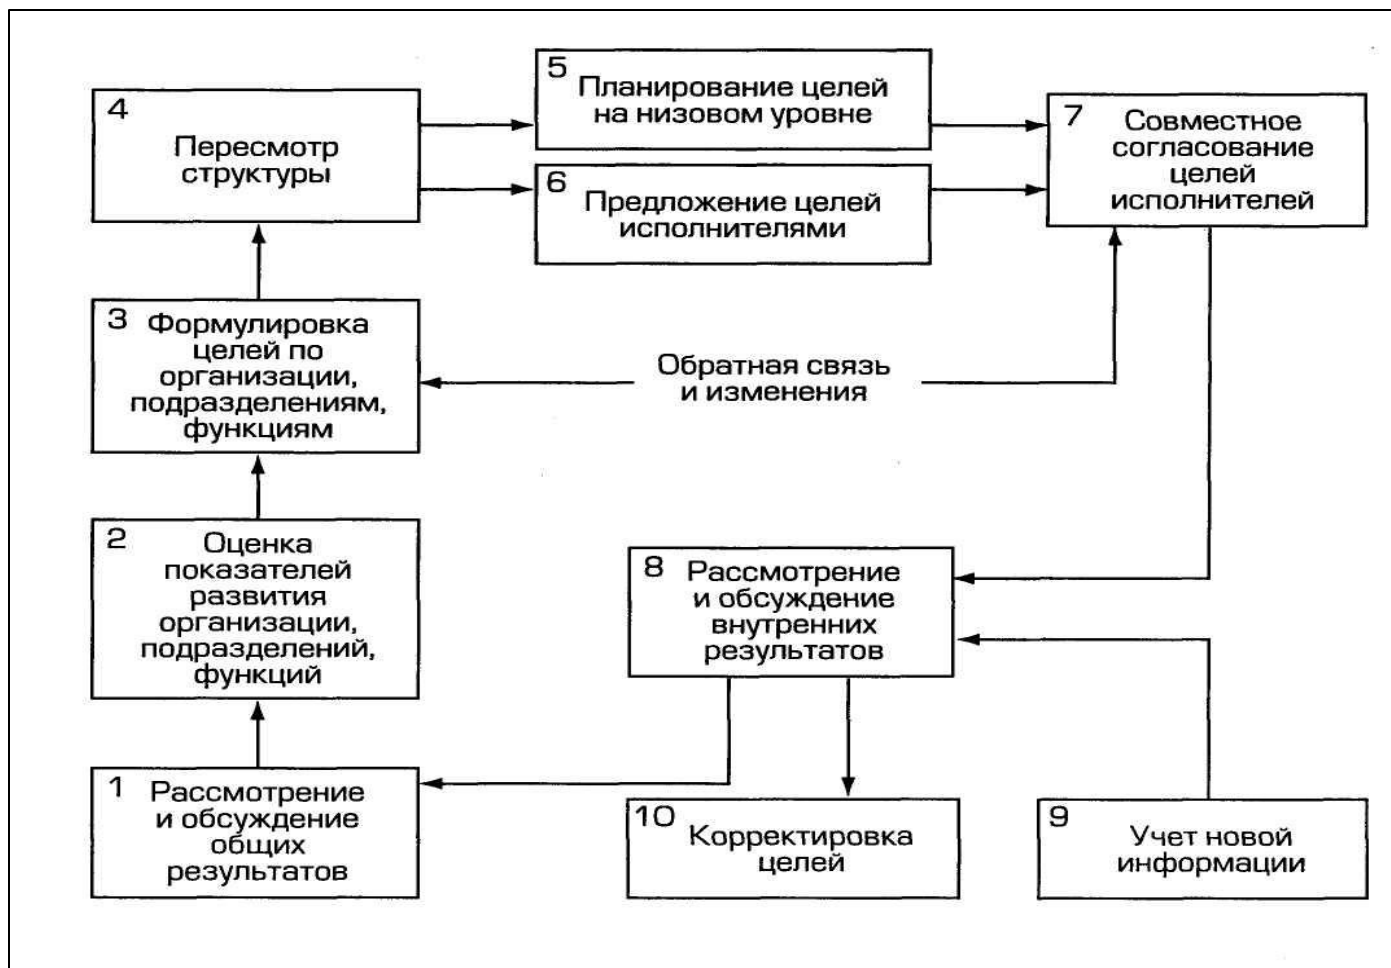 4
Пересмотр
структуры
5
Планирование целей
на низовом уровне
6
Предложение целей
исполнителями
7
Совместное
согласование
целей
исполнителей
3
Формулировка
целей по
организации,
подразделениям,
функциям
Обратная связь
и изменения
2
Оценка
показателей
развития
организации,
подразделений,
функций
8
Рассмотрение
и обсуждение
внутренних
результатов
1
Рассмотрение
и обсуждение
общих
результатов
10
Корректировка
целей
9
Учет новой
информации